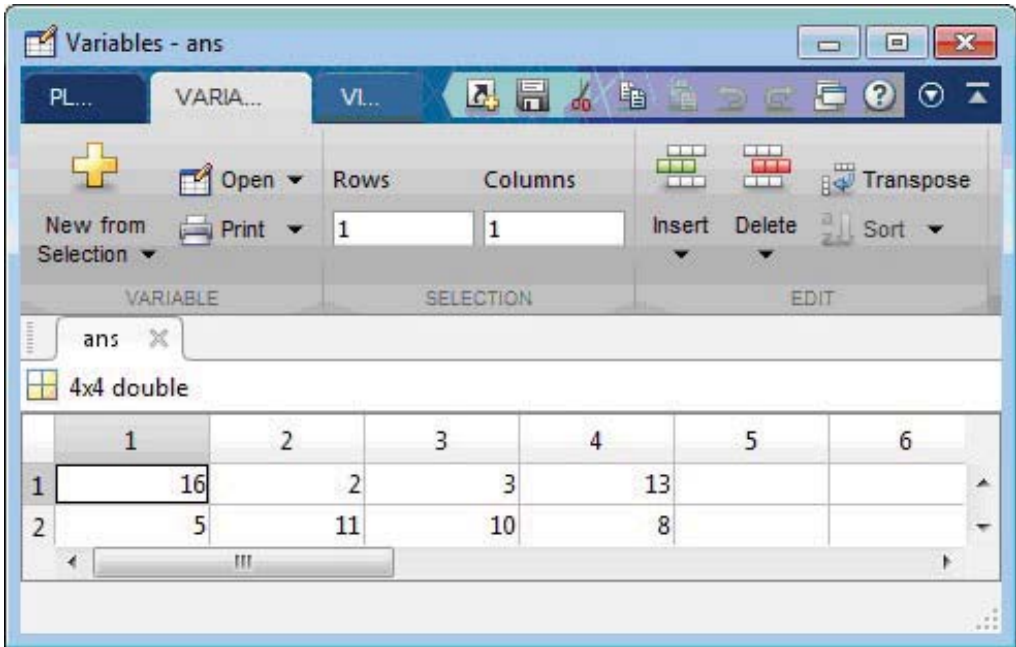 Variables - ans
PL... VARIA... VI...
New from Selection
Open
Print
VARIABLE
Rows Columns
1 1
SELECTION
Insert Delete
Transpose
Sort
EDIT
ans
4x4 double
1 2 3 4 5 6
1 16 2 3 13
2 5 11 10 8